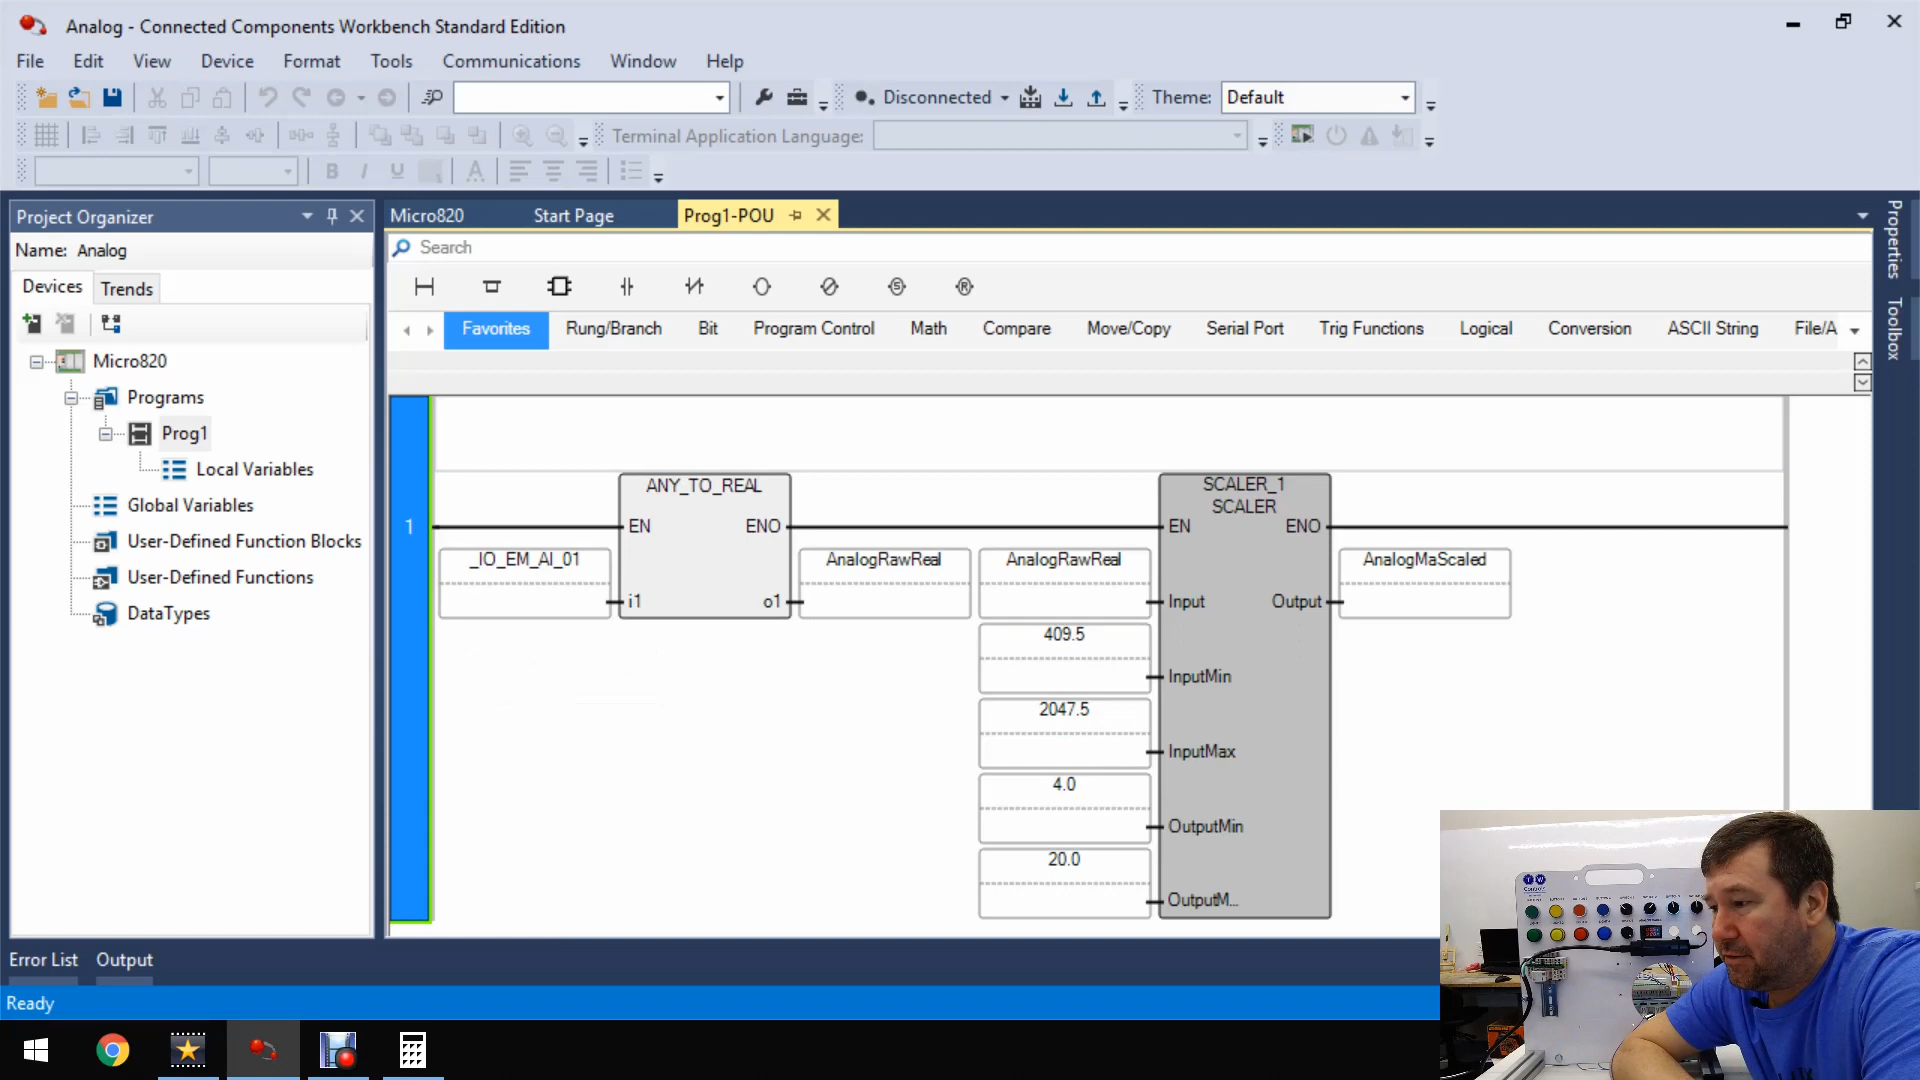 Analog - Connected Components Workbench Standard Edition
File Edit View Device Format Tools Communications Window Help
Disconnected Theme: Default
Terminal Application Language:
B I U A
Project Organizer
Name: Analog
Devices Trends
Micro820
Programs
Prog1
Local Variables
Global Variables
User-Defined Function Blocks
User-Defined Functions
DataTypes
Micro820 Start Page Prog1-POU
Search
S R
Favorites Rung/Branch Bit Program Control Math Compare Move/Copy Serial Port Trig Functions Logical Conversion ASCII String File/A
Properties
Toolbox
1
ANY_TO_REAL
EN ENO
_IO_EM_AI_01
i1 o1
AnalogRawReal
SCALER_1
SCALER
EN ENO
AnalogRawReal
Input Output
AnalogMaScaled
409.5
InputMin
2047.5
InputMax
4.0
OutputMin
20.0
OutputM...
Error List Output
Ready